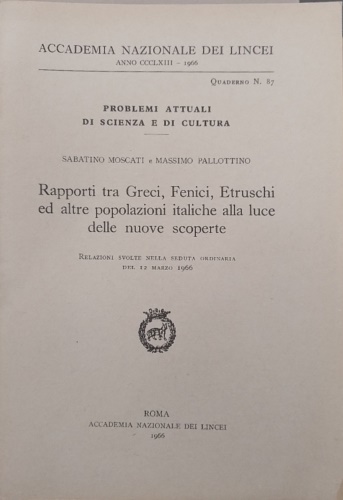 ACCADEMIA NAZIONALE DEI LINCEI
ANNO CCCLXIII - 1966
QUADERNO N. 87
PROBLEMI ATTUALI
DI SCIENZA E DI CULTURA
SABATINO MOSCATI e MASSIMO PALLOTTINO
Rapporti tra Greci, Fenici, Etruschi
ed altre popolazioni italiche alla luce
delle nuove scoperte
RELAZIONI SVOLTE NELLA SEDUTA ORDINARIA
DEL 12 MARZO 1966
ROMA
ACCADEMIA NAZIONALE DEI LINCEI
1966